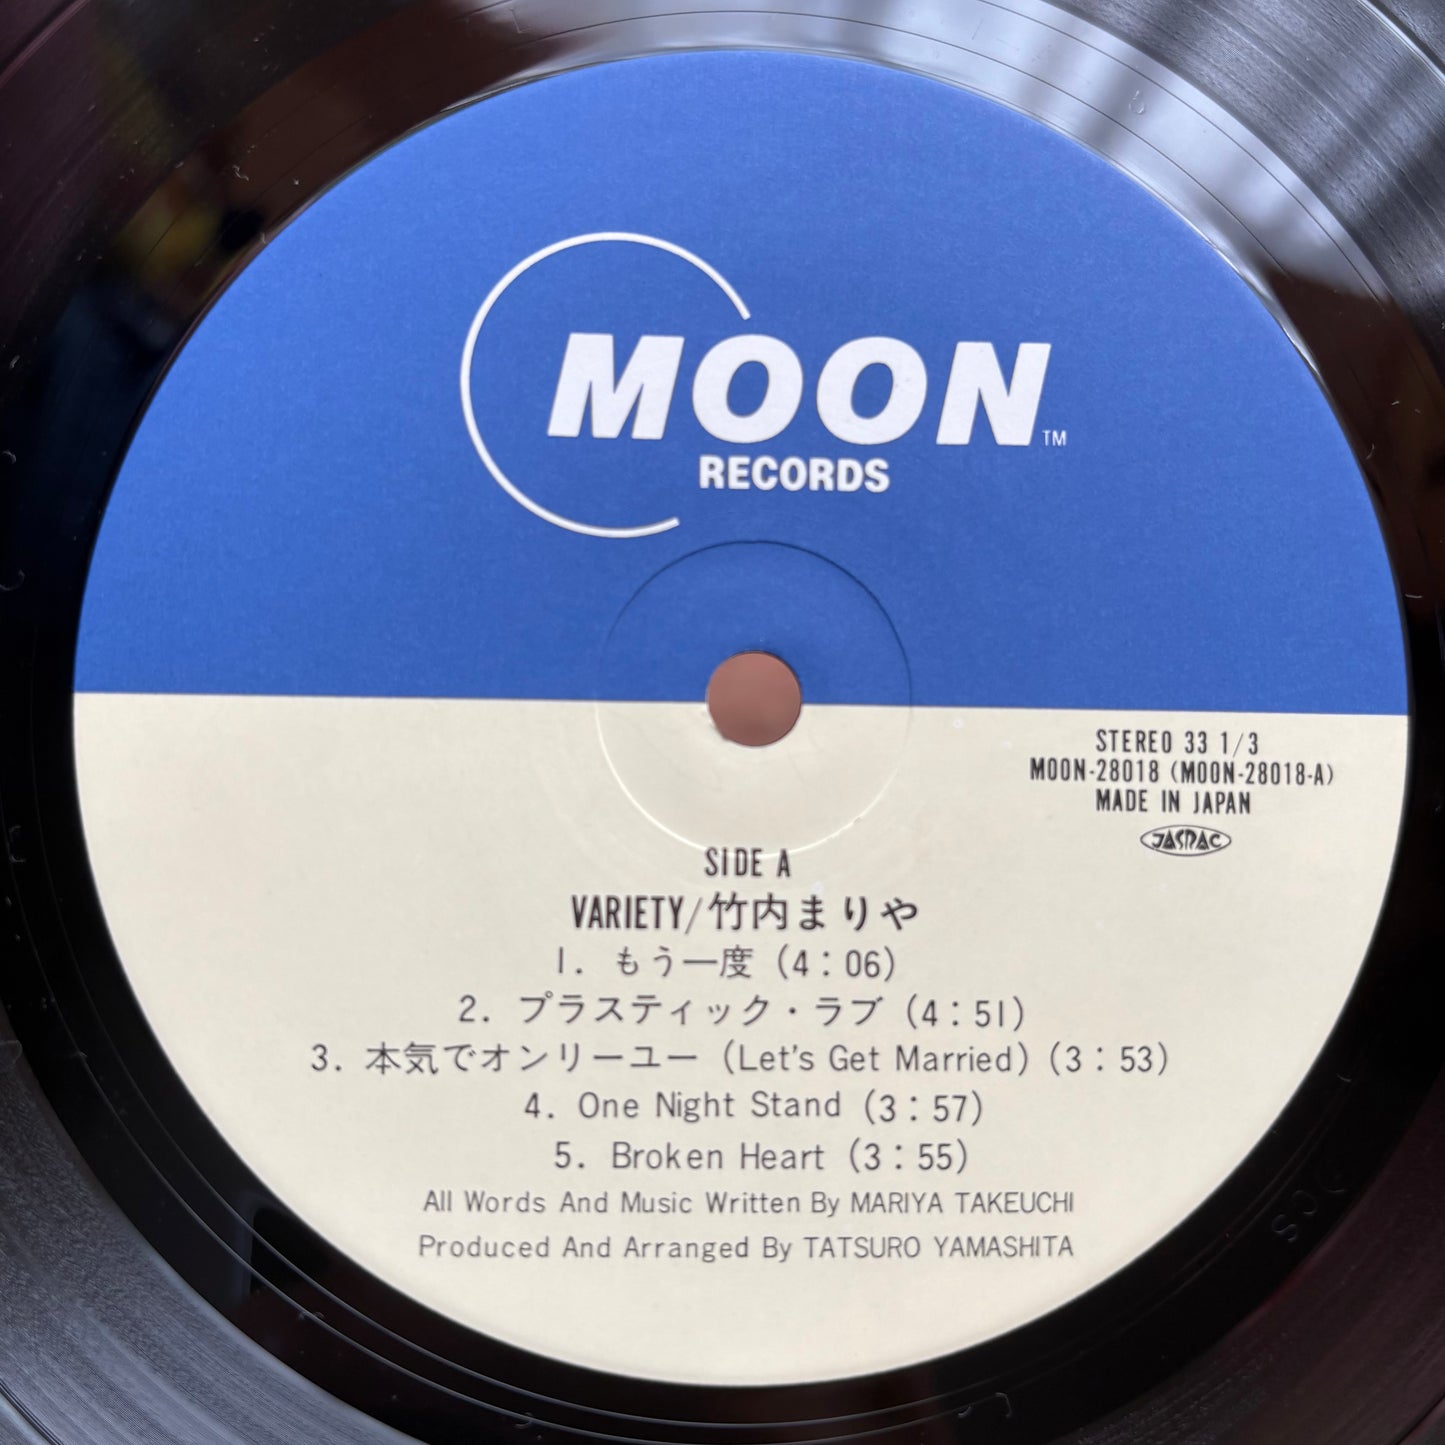 MOON TM
RECORDS
STEREO 33 1/3
MOON-28018 (MOON-28018-A)
MADE IN JAPAN
JASRAC
SIDE A
VARIETY/竹内まりや
1. もう一度 (4:06)
2. プラスティック・ラブ (4:51)
3. 本気でオンリーユー (Let's Get Married) (3:53)
4. One Night Stand (3:57)
5. Broken Heart (3:55)
All Words And Music Written By MARIYA TAKEUCHI
Produced And Arranged By TATSURO YAMASHITA